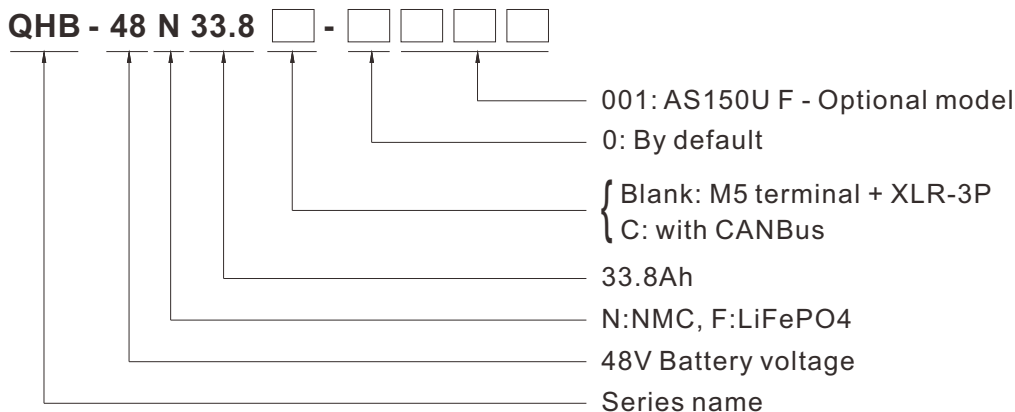 QHB - 48 N 33.8 -
001: AS150U F - Optional model
0: By default
Blank: M5 terminal + XLR-3P
C: with CANBus
33.8Ah
N:NMC, F:LiFePO4
48V Battery voltage
Series name